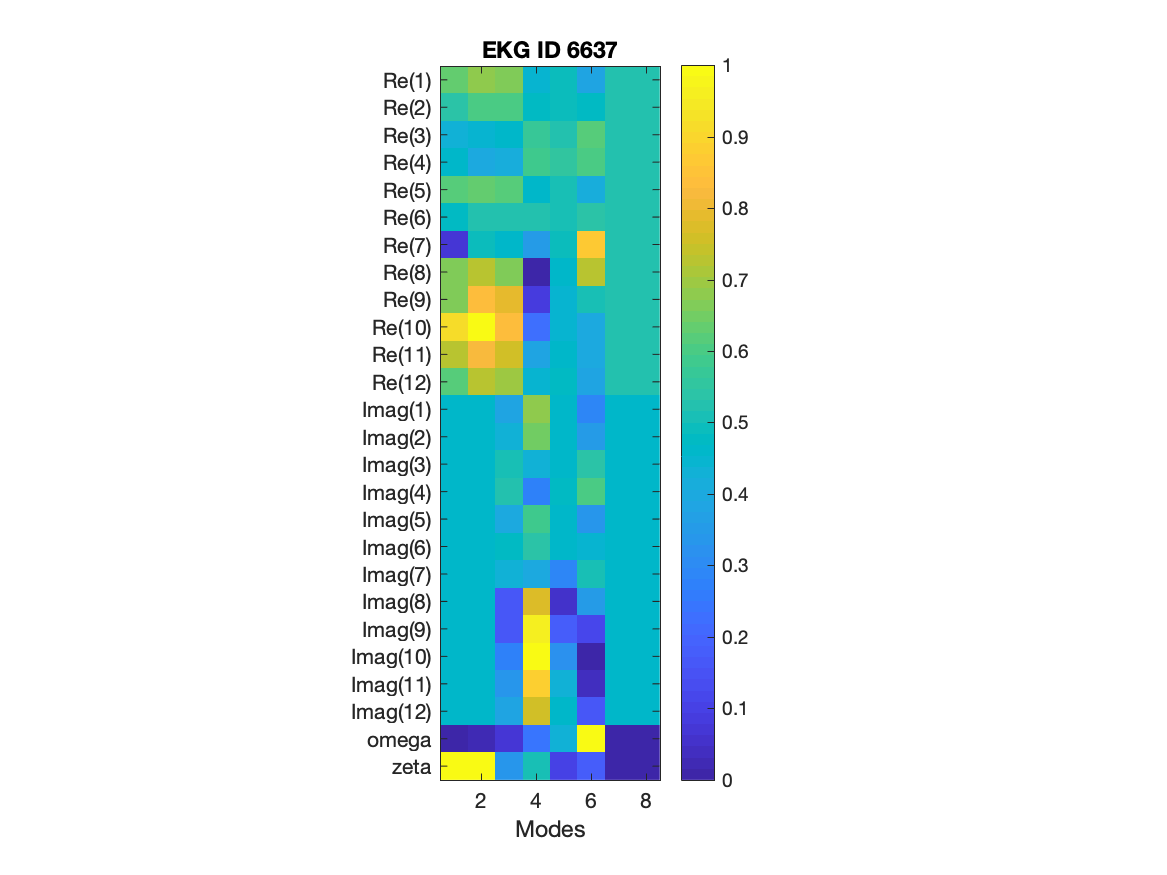 EKG ID 6637
Re(1)
Re(2)
Re(3)
Re(4)
Re(5)
Re(6)
Re(7)
Re(8)
Re(9)
Re(10)
Re(11)
Re(12)
Imag(1)
Imag(2)
Imag(3)
Imag(4)
Imag(5)
Imag(6)
Imag(7)
Imag(8)
Imag(9)
Imag(10)
Imag(11)
Imag(12)
omega
zeta
2 4 6 8
Modes
1
0.9
0.8
0.7
0.6
0.5
0.4
0.3
0.2
0.1
0